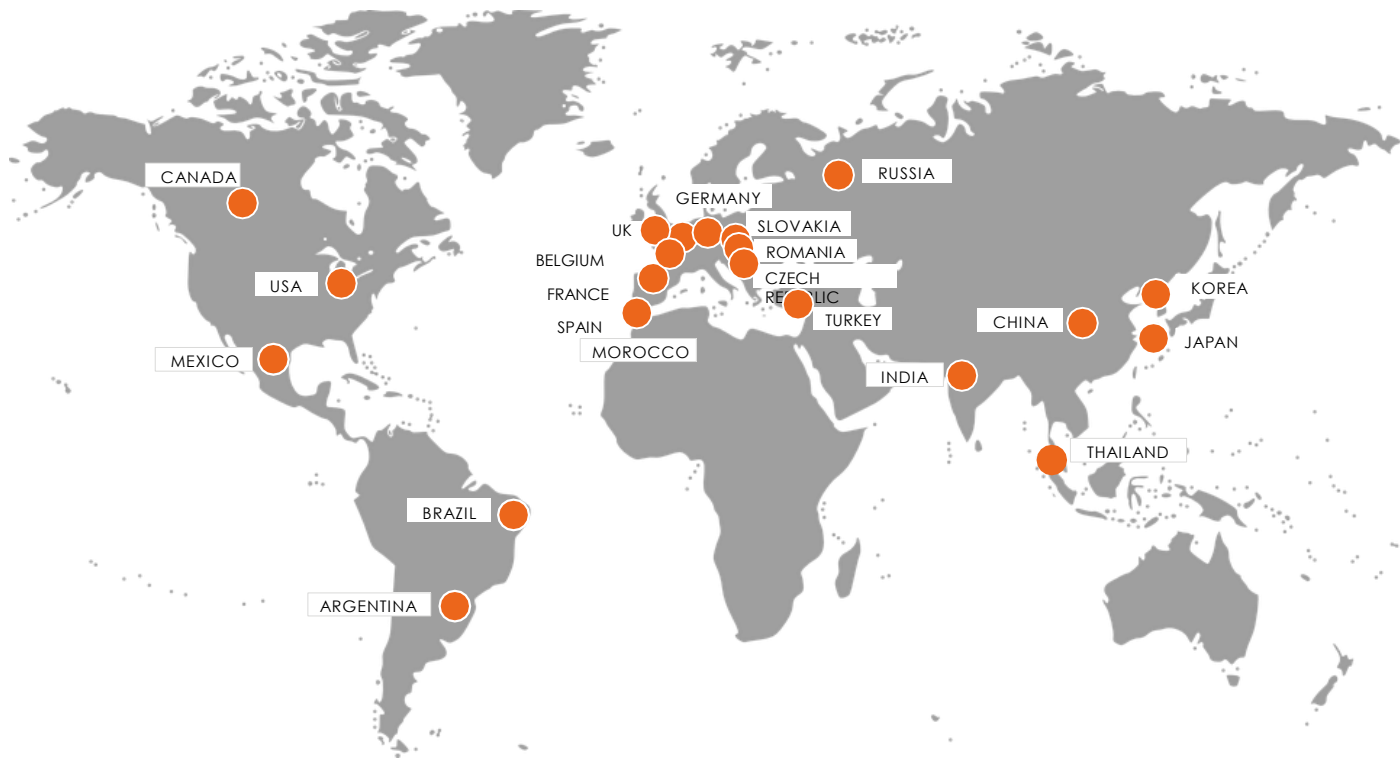 CANADA
RUSSIA
GERMANY
UK
SLOVAKIA
ROMANIA
BELGIUM
CZECH
REPUBLIC
USA
FRANCE
KOREA
SPAIN
TURKEY
CHINA
JAPAN
MOROCCO
MEXICO
INDIA
THAILAND
BRAZIL
ARGENTINA